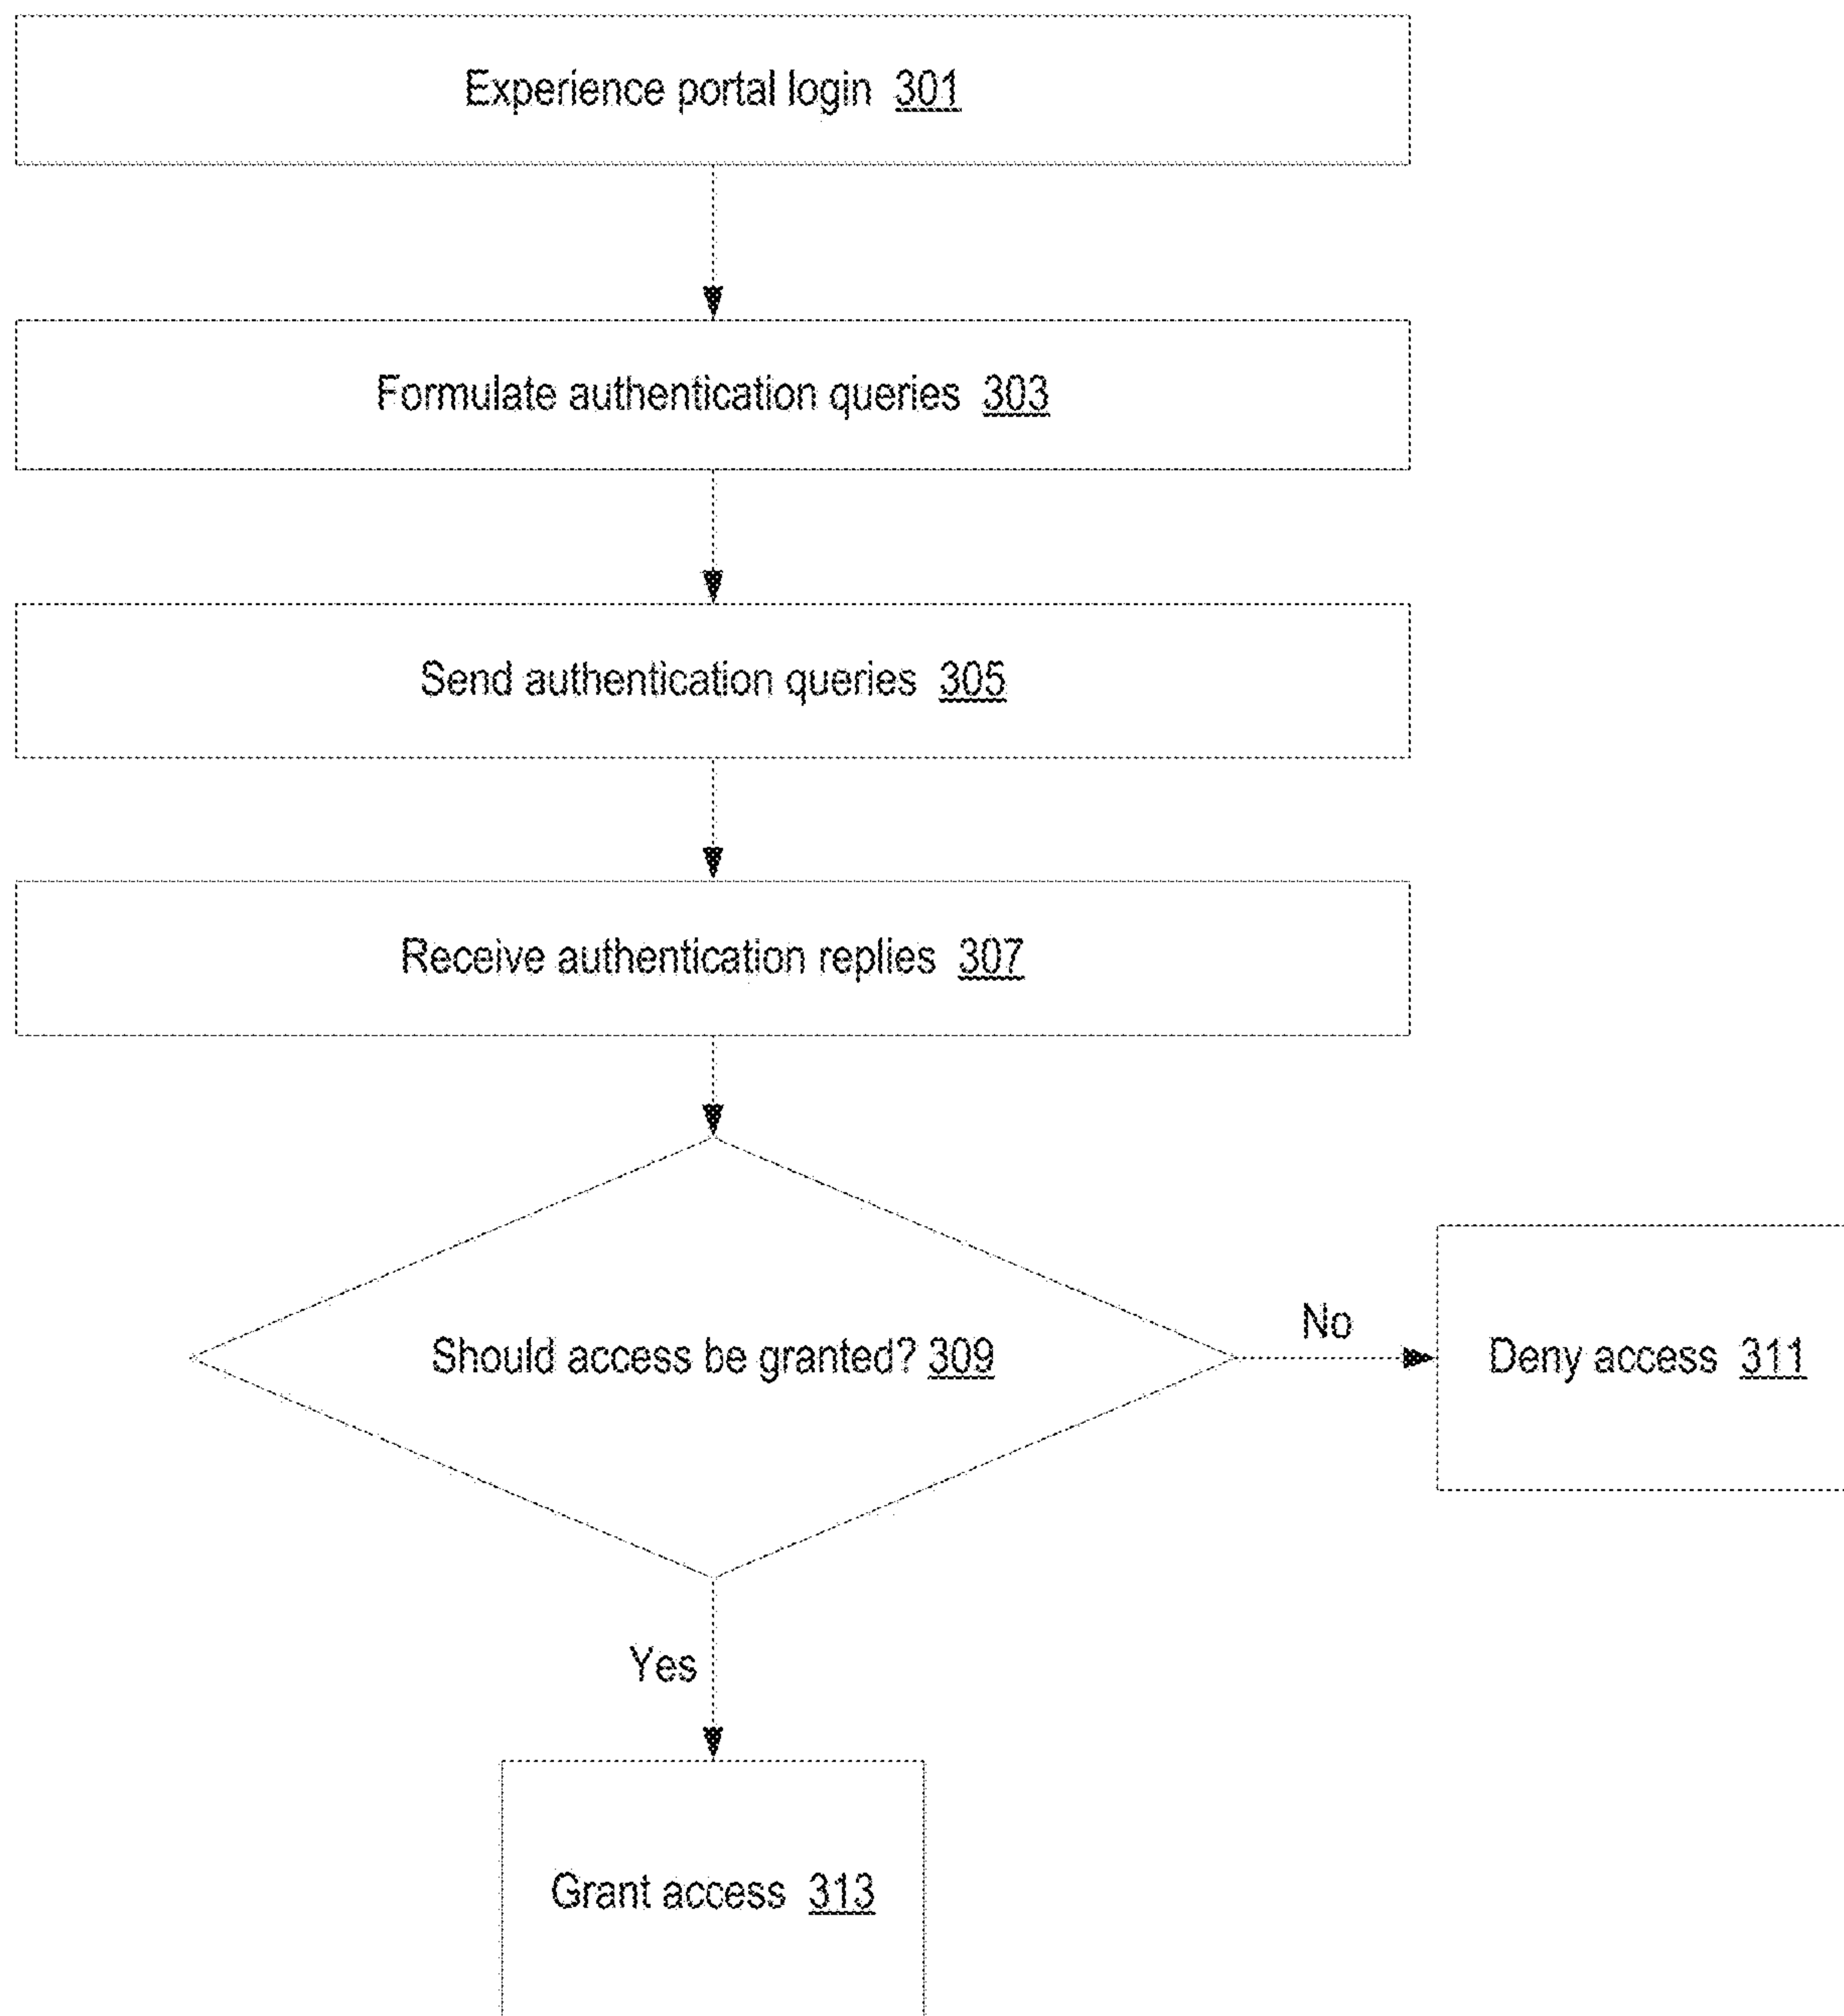 Experience portal login 301
Formulate authentication queries 303
Send authentication queries 305
Receive authentication replies 307
Should access be granted? 309
No
Deny access 311
Yes
Grant access 313